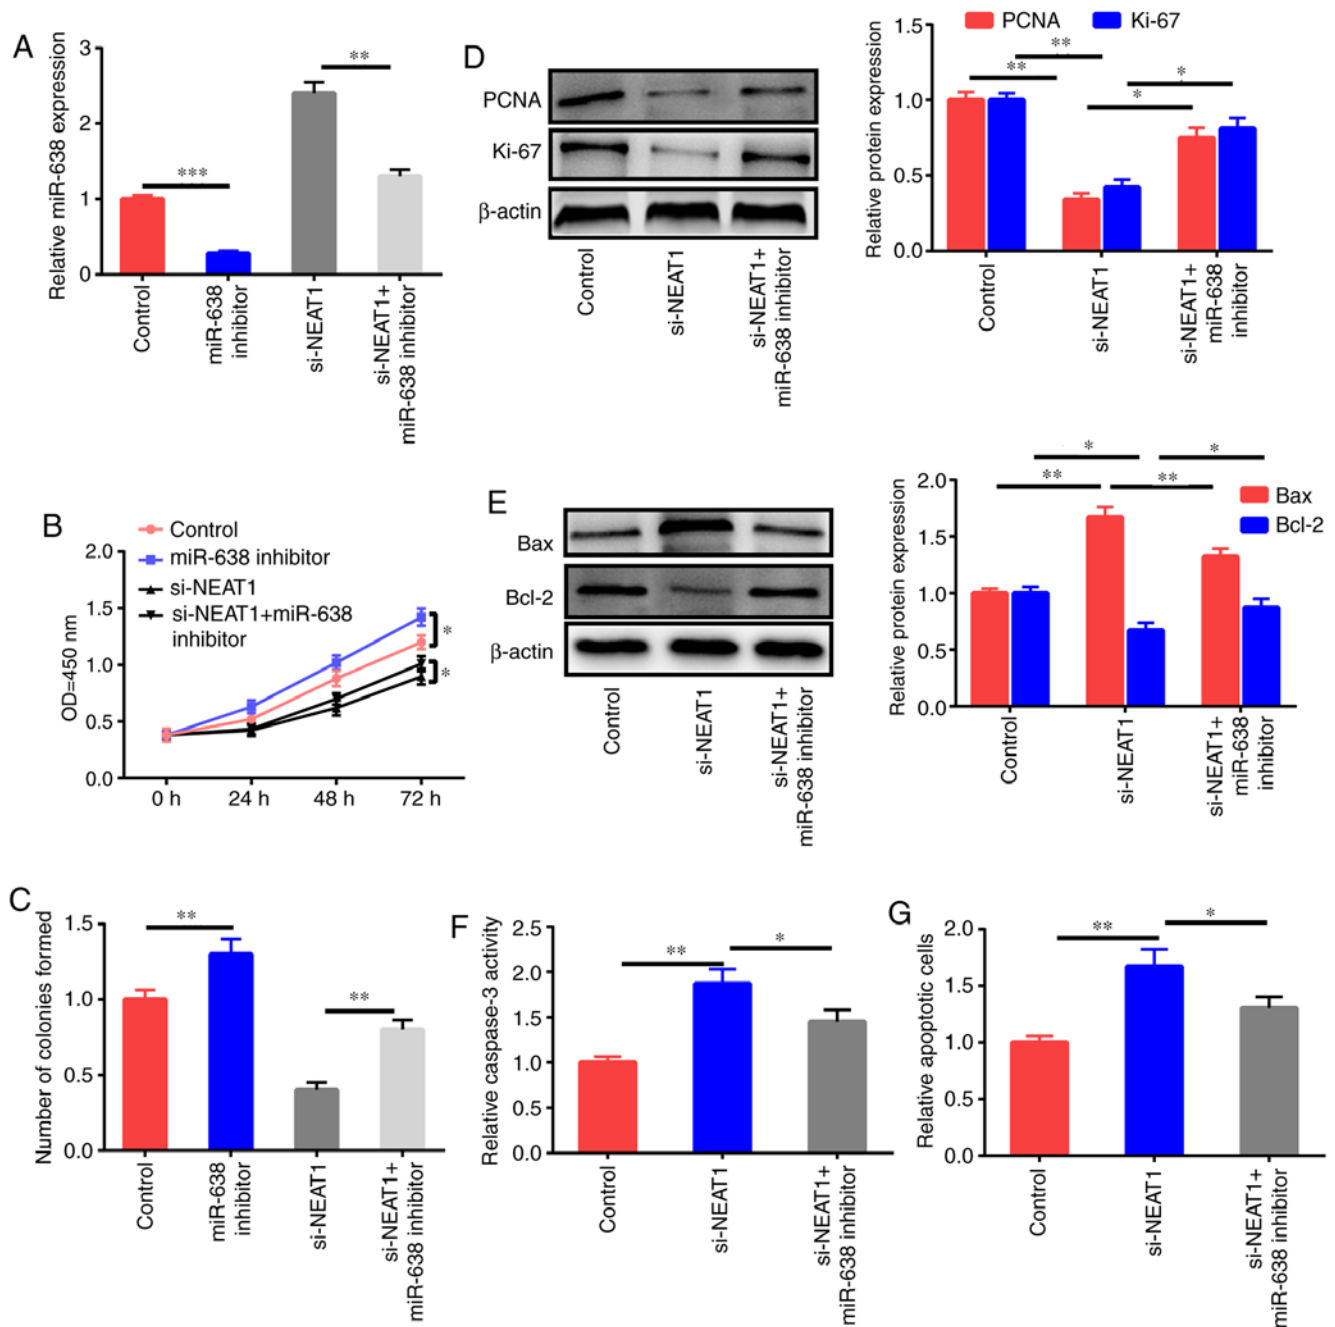 A
Relative miR-638 expression
3
2
1
0
***
**
Control
miR-638
inhibitor
si-NEAT1
si-NEAT1+
miR-638 inhibitor
D
PCNA
Ki-67
β-actin
Control
si-NEAT1
si-NEAT1+
miR-638 inhibitor
PCNA
Ki-67
Relative protein expression
1.5
1.0
0.5
0.0
**
**
*
*
Control
si-NEAT1
si-NEAT1+
miR-638
inhibitor
B
Control
miR-638 inhibitor
si-NEAT1
si-NEAT1+miR-638
inhibitor
OD=450 nm
2.0
1.5
1.0
0.5
0.0
*
*
0 h
24 h
48 h
72 h
E
Bax
Bcl-2
β-actin
Control
si-NEAT1
si-NEAT1+
miR-638 inhibitor
Bax
Bcl-2
Relative protein expression
2.0
1.5
1.0
0.5
0.0
*
*
**
**
Control
si-NEAT1
si-NEAT1+
miR-638
inhibitor
C
Number of colonies formed
1.5
1.0
0.5
0.0
**
**
Control
miR-638
inhibitor
si-NEAT1
si-NEAT1+
miR-638 inhibitor
F
Relative caspase-3 activity
2.5
2.0
1.5
1.0
0.5
0.0
**
*
Control
si-NEAT1
si-NEAT1+
miR-638 inhibitor
G
Relative apoptotic cells
2.0
1.5
1.0
0.5
0.0
**
*
Control
si-NEAT1
si-NEAT1+
miR-638 inhibitor